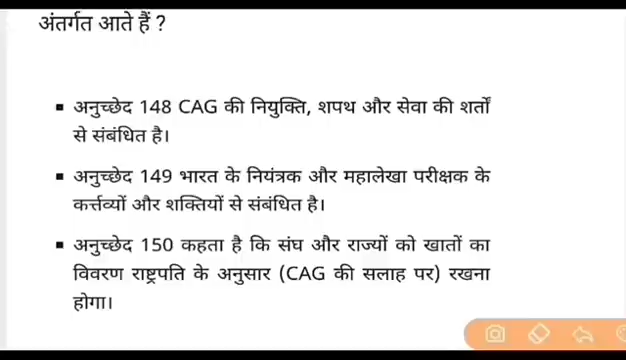 अंतर्गत आते हैं ?
▪ अनुच्छेद 148 CAG की नियुक्ति, शपथ और सेवा की शर्तों
से संबंधित है।
▪ अनुच्छेद 149 भारत के नियंत्रक और महालेखा परीक्षक के
कर्त्तव्यों और शक्तियों से संबंधित है।
▪ अनुच्छेद 150 कहता है कि संघ और राज्यों को खातों का
विवरण राष्ट्रपति के अनुसार (CAG की सलाह पर) रखना
होगा।